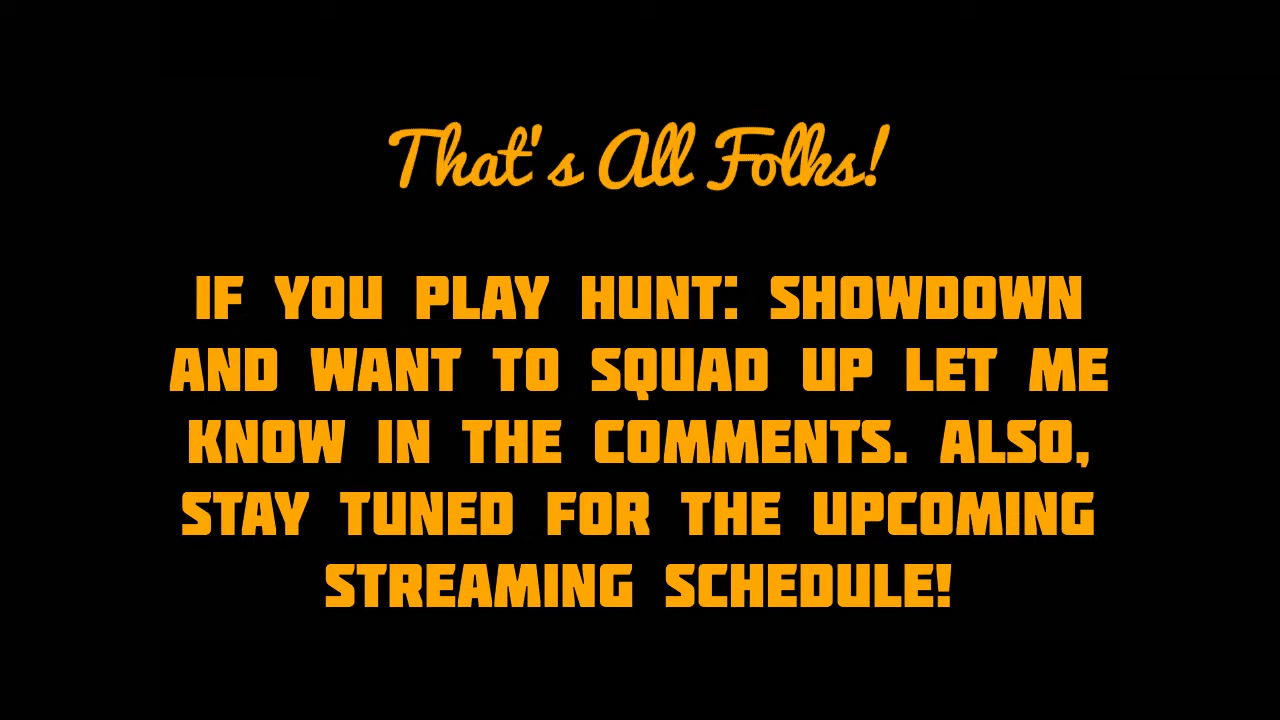 That's All Folks!
IF YOU PLAY HUNT: SHOWDOWN
AND WANT TO SQUAD UP LET ME
KNOW IN THE COMMENTS. ALSO,
STAY TUNED FOR THE UPCOMING
STREAMING SCHEDULE!